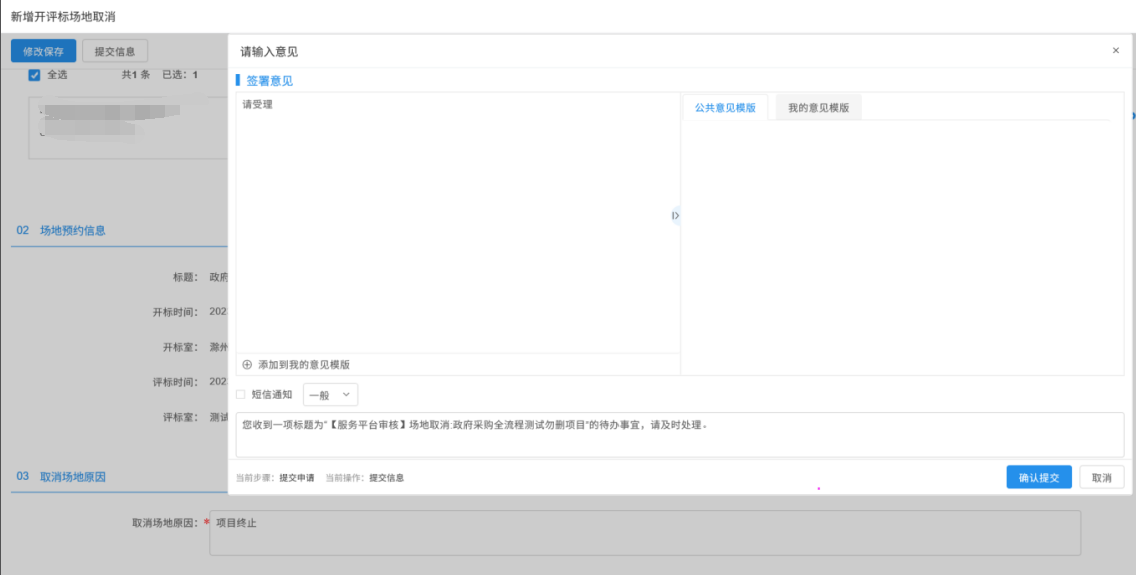 新增开评标场地取消
修改保存 提交信息
全选 共1 条 已选：1
请输入意见
×
签署意见
请受理
公共意见模版 我的意见模版
添加到我的意见模版
短信通知 一般
您收到一项标题为"【服务平台审核】场地取消:政府采购全流程测试勿删项目"的待办事宜，请及时处理。
当前步骤：提交申请 当前操作：提交信息
确认提交 取消
02 场地预约信息
标题： 政府
开标时间： 202
开标室： 滁州
评标时间： 202
评标室： 测试
03 取消场地原因
取消场地原因：* 项目终止